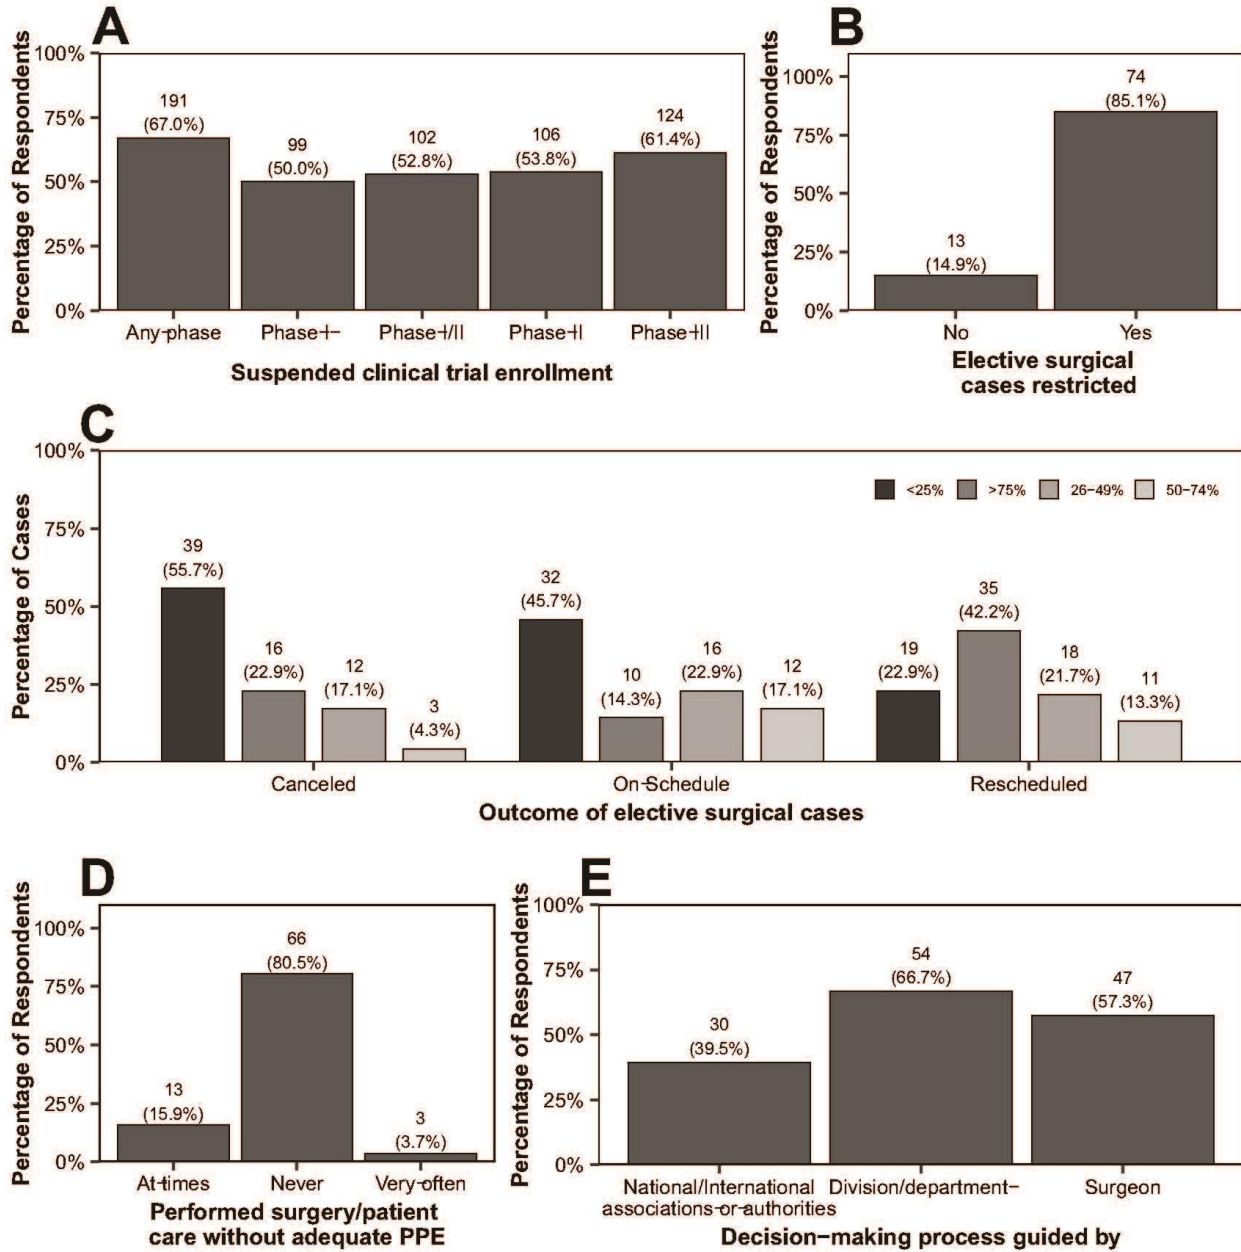 A
Percentage of Respondents
100%
75%
50%
25%
0%
191
(67.0%)
99
(50.0%)
102
(52.8%)
106
(53.8%)
124
(61.4%)
Any-phase
Phase-I-
Phase-I/II
Phase-II
Phase-III
Suspended clinical trial enrollment
B
Percentage of Respondents
100%
75%
50%
25%
0%
13
(14.9%)
74
(85.1%)
No
Yes
Elective surgical
cases restricted
C
Percentage of Cases
100%
75%
50%
25%
0%
<25% >75% 26-49% 50-74%
39
(55.7%)
16
(22.9%)
12
(17.1%)
3
(4.3%)
32
(45.7%)
10
(14.3%)
16
(22.9%)
12
(17.1%)
19
(22.9%)
35
(42.2%)
18
(21.7%)
11
(13.3%)
Canceled
On-Schedule
Rescheduled
Outcome of elective surgical cases
D
Percentage of Respondents
100%
75%
50%
25%
0%
13
(15.9%)
66
(80.5%)
3
(3.7%)
At-times
Never
Very-often
Performed surgery/patient
care without adequate PPE
E
Percentage of Respondents
100%
75%
50%
25%
0%
30
(39.5%)
54
(66.7%)
47
(57.3%)
National/International
associations-or-authorities
Division/department-
Surgeon
Decision-making process guided by